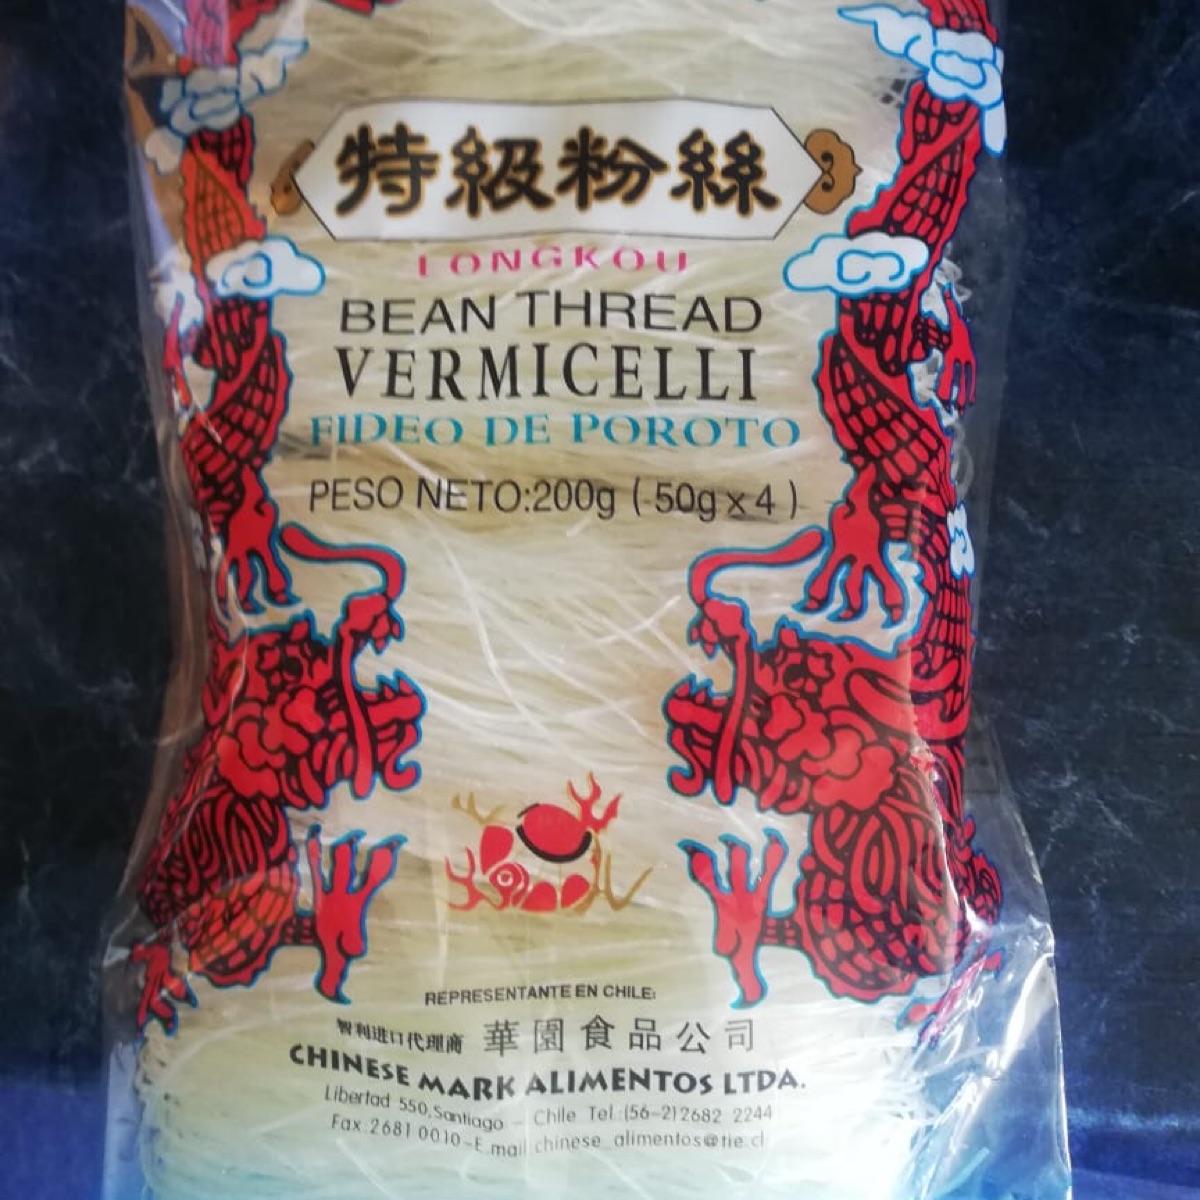 特級粉絲
LONGKOU
BEAN THREAD
VERMICELLI
FIDEO DE POROTO
PESO NETO:200g ( 50g x 4 )
REPRESENTANTE EN CHILE:
智利进口代理商 華園食品公司
CHINESE MARK ALIMENTOS LTDA.
Libertad 550, Santiago - Chile Tel:(56-2)2682 2244
Fax:2681 0010-E.mail chinese_alimentos@tie.cl